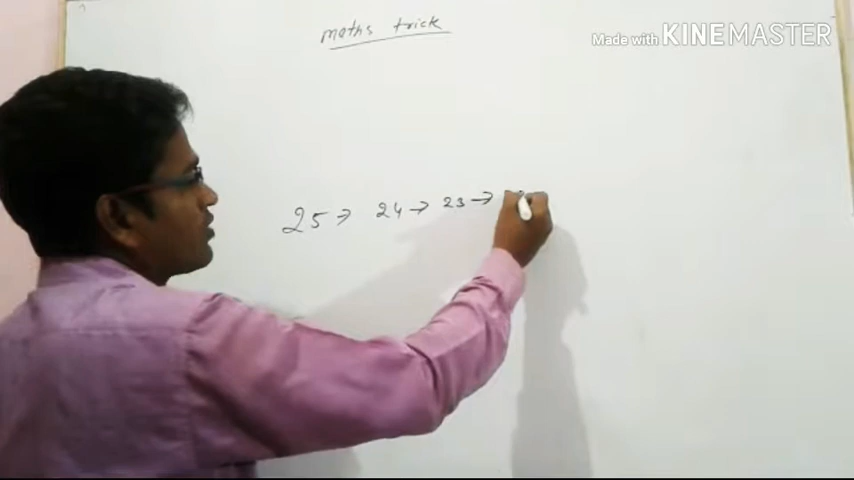 maths trick
Made with KINEMASTER
25 → 24 → 23 →